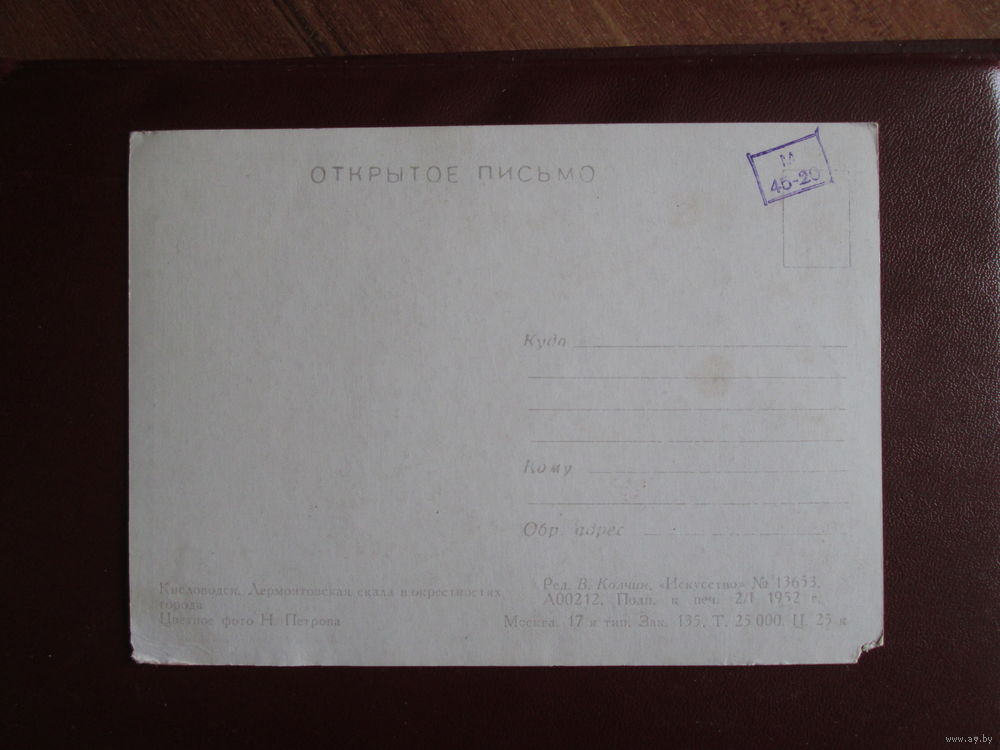 ОТКРЫТОЕ ПИСЬМО
М
45-20
Куда
Кому
Обр. адрес
Кисловодск. Лермонтовская скала в окрестностях
города
Цветное фото Н. Петрова
Ред. В. Колчин. «Искусство» № 13653.
А00212. Подп. к печ. 2/I 1952 г.
Москва. 17-я тип. Зак. 135. Т. 25 000. Ц. 25 к
www.ay.by